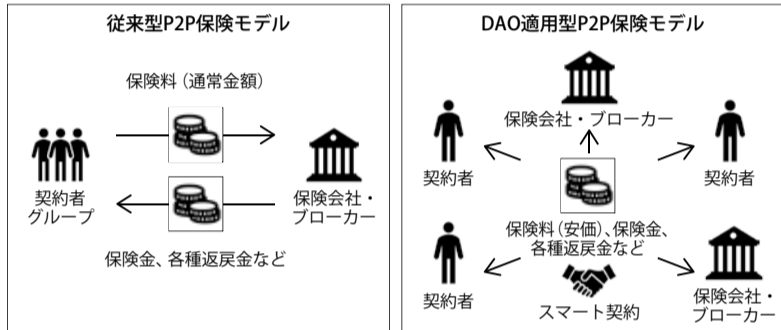 従来型P2P保険モデル
保険料（通常金額）
契約者
グループ
保険会社・
ブローカー
保険金、各種返戻金など
DAO適用型P2P保険モデル
保険会社・ブローカー
契約者
契約者
保険料（安価）、保険金、
各種返戻金など
契約者
スマート契約
保険会社・
ブローカー